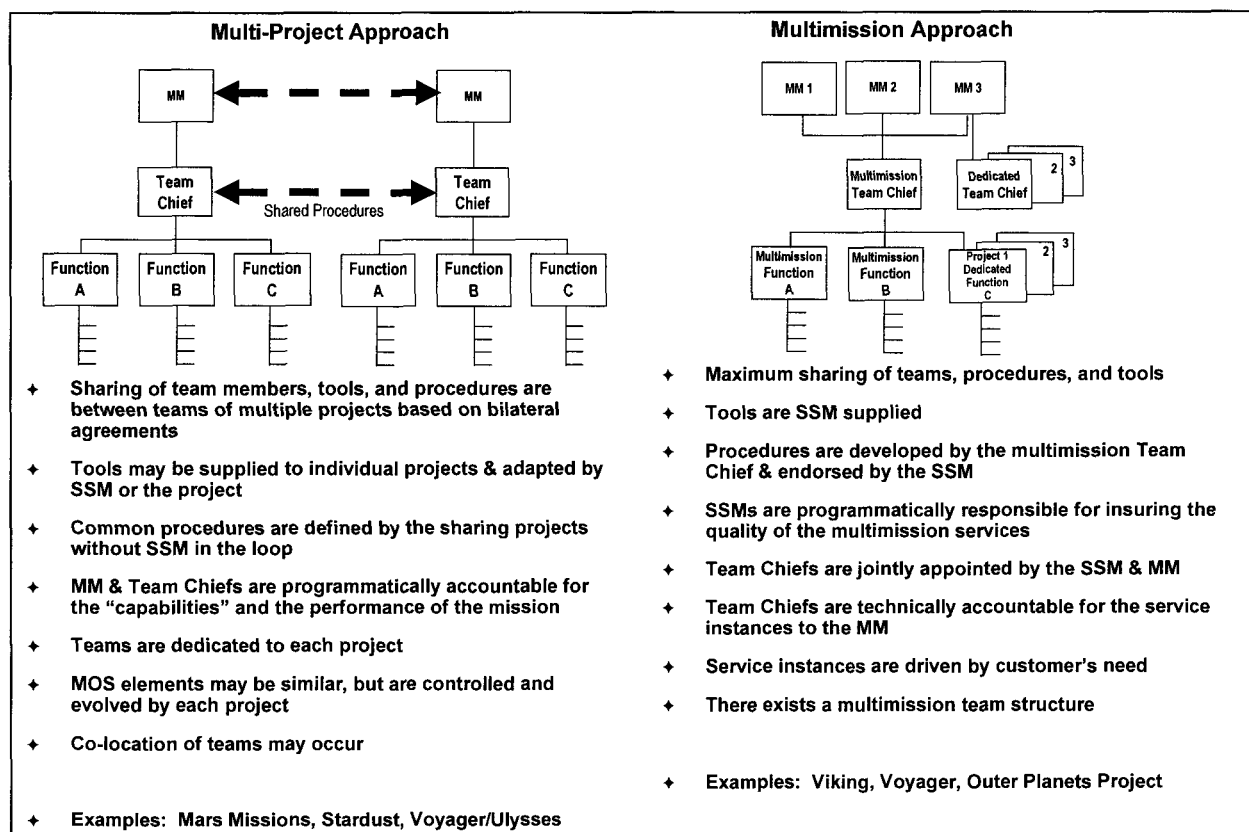 Multi-Project Approach
MM
MM
Team
Chief
Team
Chief
Shared Procedures
Function
A
Function
B
Function
C
Function
A
Function
B
Function
C
✦ Sharing of team members, tools, and procedures are
between teams of multiple projects based on bilateral
agreements
✦ Tools may be supplied to individual projects & adapted by
SSM or the project
✦ Common procedures are defined by the sharing projects
without SSM in the loop
✦ MM & Team Chiefs are programmatically accountable for
the “capabilities” and the performance of the mission
✦ Teams are dedicated to each project
✦ MOS elements may be similar, but are controlled and
evolved by each project
✦ Co-location of teams may occur
✦ Examples: Mars Missions, Stardust, Voyager/Ulysses
Multimission Approach
MM 1
MM 2
MM 3
Multimission
Team Chief
Dedicated
Team Chief
2
3
Multimission
Function
A
Multimission
Function
B
Project 1
Dedicated
Function
C
2
3
✦ Maximum sharing of teams, procedures, and tools
✦ Tools are SSM supplied
✦ Procedures are developed by the multimission Team
Chief & endorsed by the SSM
✦ SSMs are programmatically responsible for insuring the
quality of the multimission services
✦ Team Chiefs are jointly appointed by the SSM & MM
✦ Team Chiefs are technically accountable for the service
instances to the MM
✦ Service instances are driven by customer's need
✦ There exists a multimission team structure
✦ Examples: Viking, Voyager, Outer Planets Project